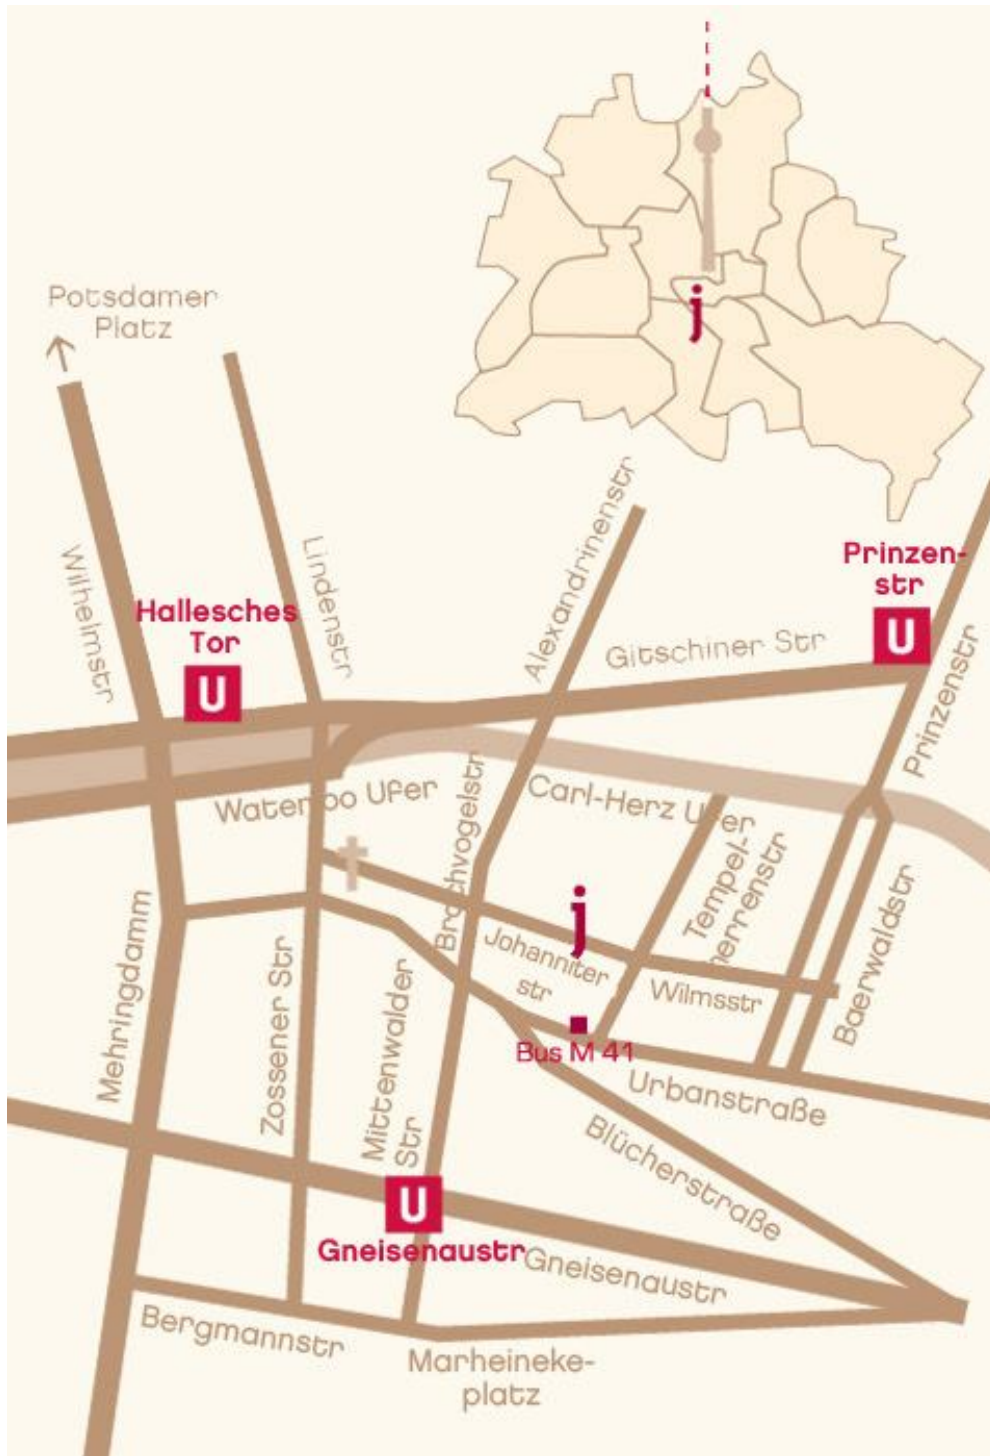 j
Potsdamer
Platz
Wilhelmstr
Lindenstr
Alexandrinenstr
Prinzen-
str
U
Hallesches
Tor
U
Gitschiner Str
Prinzenstr
Waterloo Ufer
Brachvogelstr
Carl-Herz Ufer
Tempel-
herrenstr
Baerwaldstr
j
Johanniter
str
Wilmsstr
Mehringdamm
Zossener Str
Mittenwalder
Str
Bus M 41
Urbanstraße
Blücherstraße
U
Gneisenaustr
Gneisenaustr
Bergmannstr
Marheineke-
platz